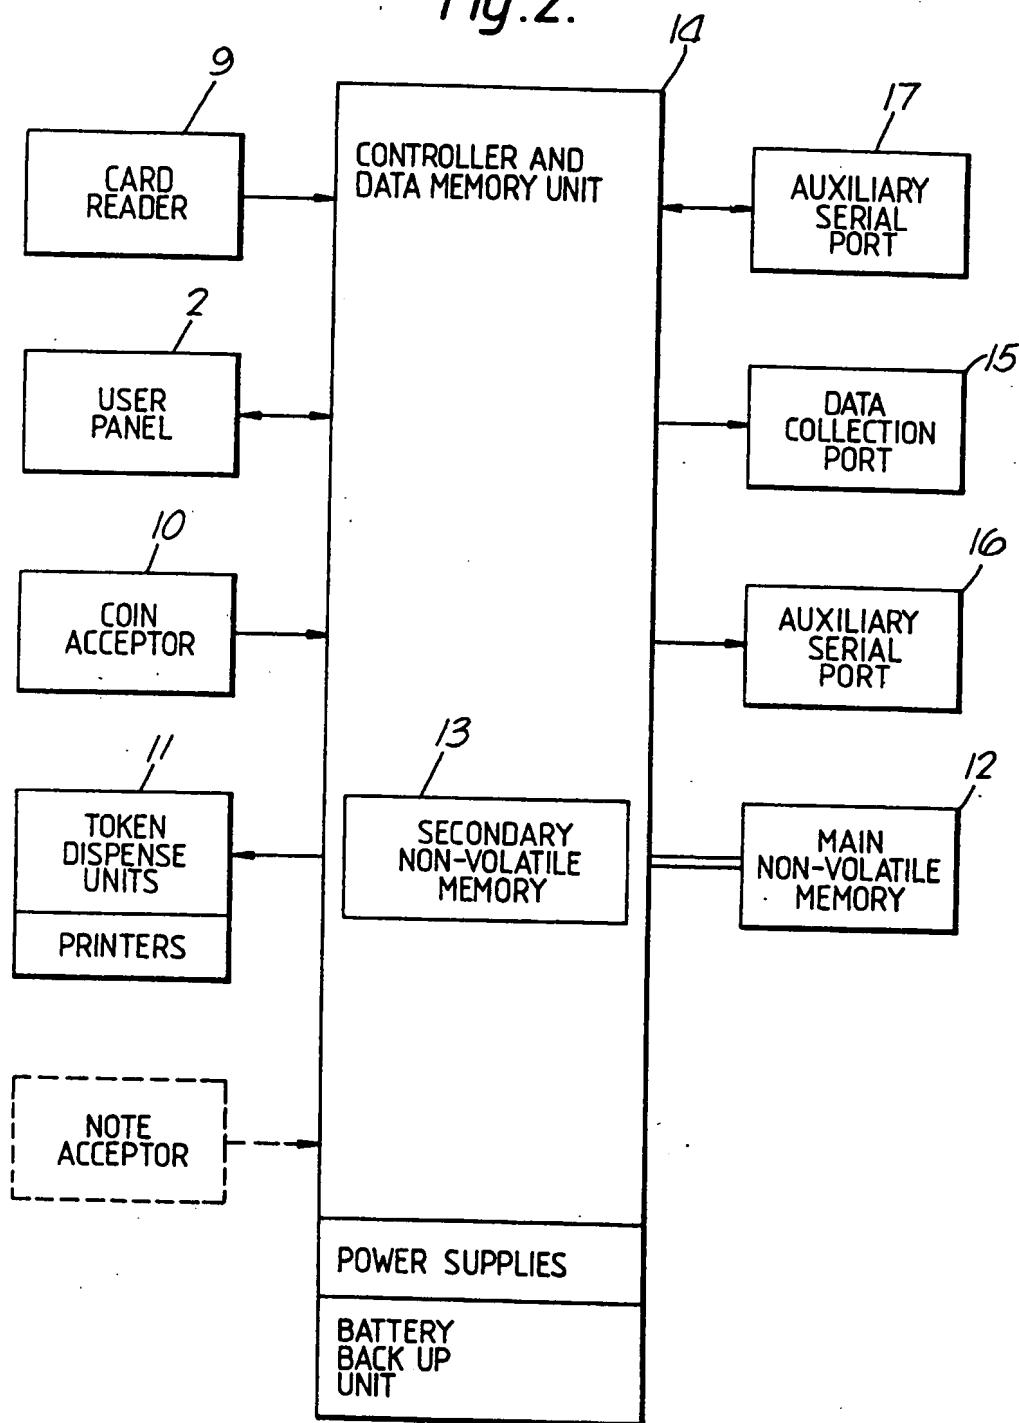 Fig.2.
14
9
17
CONTROLLER AND
DATA MEMORY UNIT
CARD
READER
AUXILIARY
SERIAL
PORT
2
15
USER
PANEL
DATA
COLLECTION
PORT
10
16
COIN
ACCEPTOR
AUXILIARY
SERIAL
PORT
11
13
12
TOKEN
DISPENSE
UNITS
PRINTERS
SECONDARY
NON-VOLATILE
MEMORY
MAIN
NON-VOLATILE
MEMORY
NOTE
ACCEPTOR
POWER SUPPLIES
BATTERY
BACK UP
UNIT